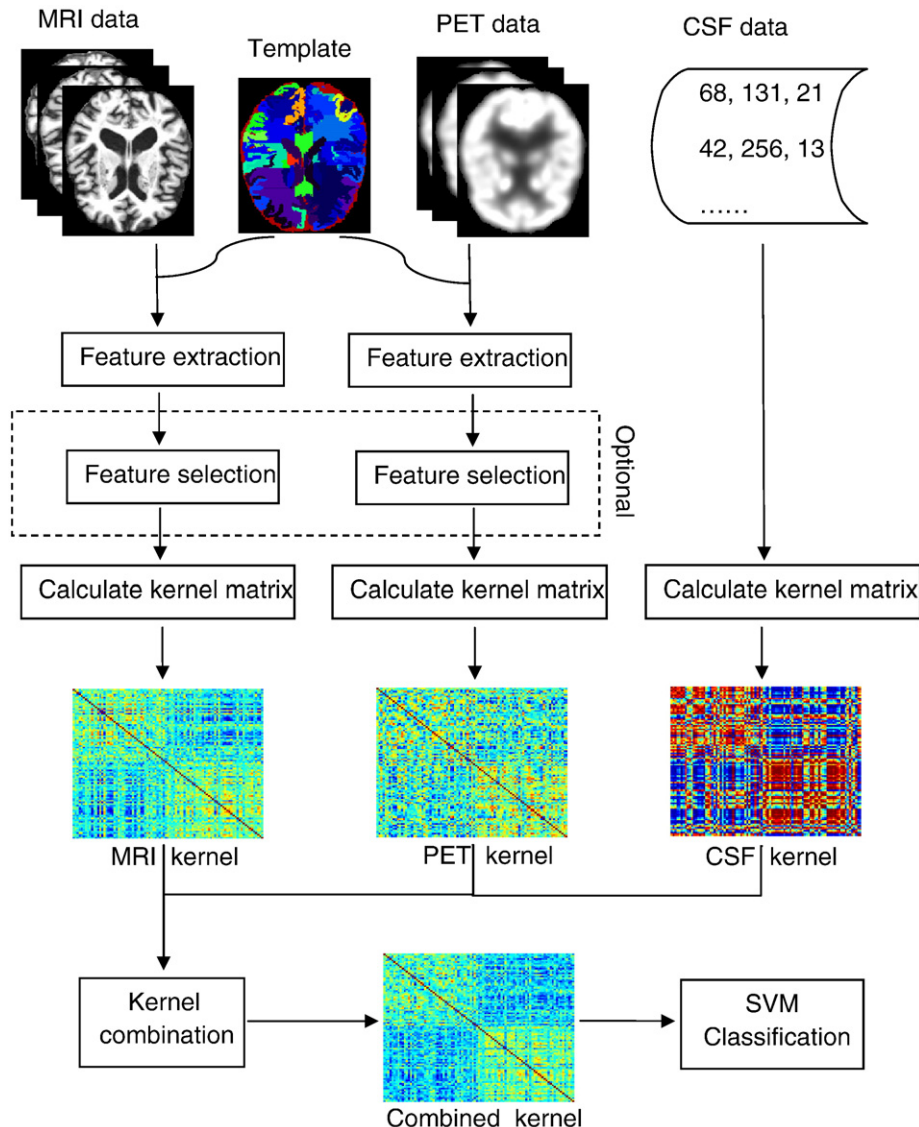 MRI data
Template
PET data
CSF data
68, 131, 21
42, 256, 13
......
Feature extraction
Feature extraction
Optional
Feature selection
Feature selection
Calculate kernel matrix
Calculate kernel matrix
Calculate kernel matrix
MRI kernel
PET kernel
CSF kernel
Kernel
combination
SVM
Classification
Combined kernel